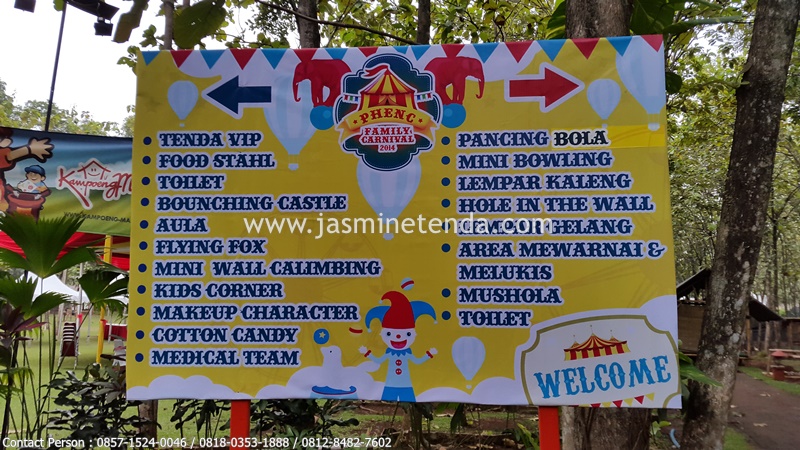 PHENC
FAMILY
CARNIVAL
2014
TENDA VIP
FOOD STAHL
TOILET
BOUNCHING CASTLE
AULA
FLYING FOX
MINI WALL CALIMBING
KIDS CORNER
MAKEUP CHARACTER
COTTON CANDY
MEDICAL TEAM
PANCING BOLA
MINI BOWLING
LEMPAR KALENG
HOLE IN THE WALL
AREA MEWARNAI &
MELUKIS
MUSHOLA
TOILET
WELCOME
www.jasminetenda.com
Contact Person : 0857-1524-0046 / 0818-0353-1888 / 0812-8482-7602